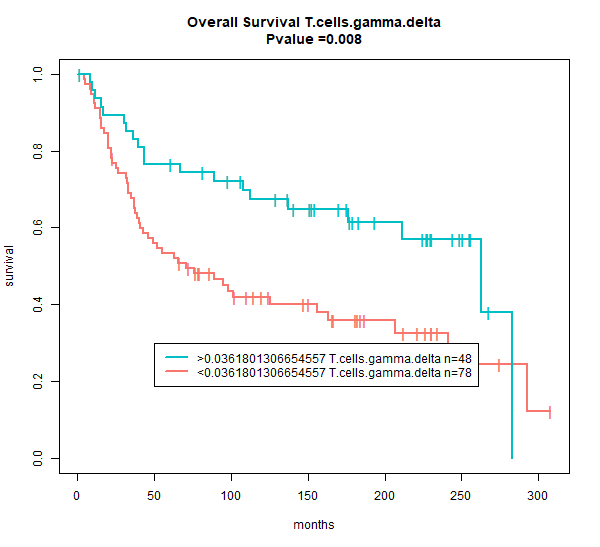 Overall Survival T.cells.gamma.delta
Pvalue =0.008
1.0
0.8
0.6
0.4
0.2
0.0
survival
>0.0361801306654557 T.cells.gamma.delta n=48
<0.0361801306654557 T.cells.gamma.delta n=78
0 50 100 150 200 250 300
months